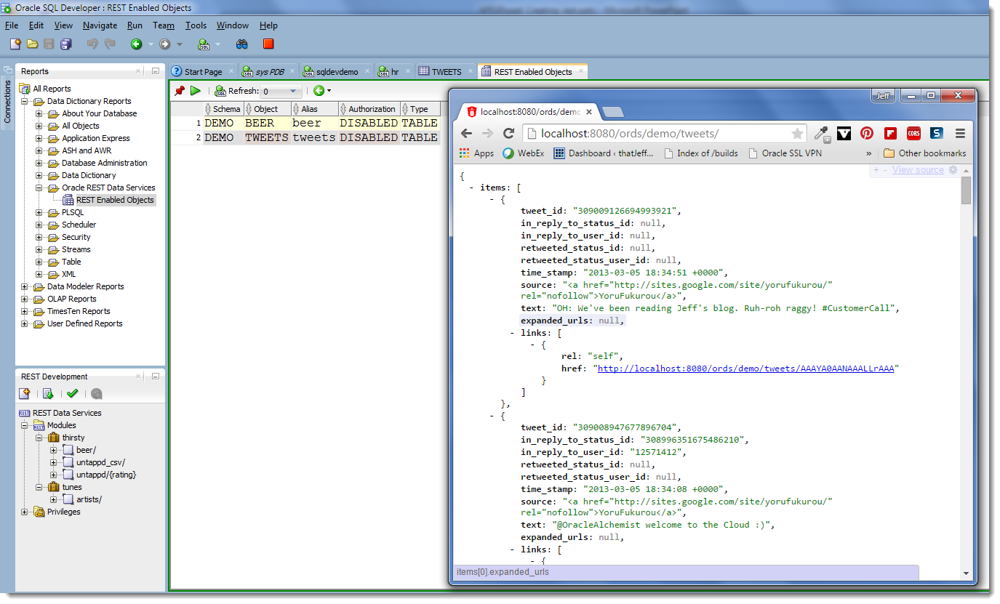 Oracle SQL Developer : REST Enabled Objects
File Edit View Navigate Run Team Tools Window Help
Connections
Reports
All Reports
Data Dictionary Reports
About Your Database
All Objects
Application Express
ASH and AWR
Database Administration
Data Dictionary
Oracle REST Data Services
REST Enabled Objects
PLSQL
Scheduler
Security
Streams
Table
XML
Data Modeler Reports
OLAP Reports
TimesTen Reports
User Defined Reports
REST Development
REST Data Services
Modules
thirsty
beer/
untappd_csv/
untappd/{rating}
tunes
artists/
Privileges
Start Page sys PDB sqldevdemo hr TWEETS REST Enabled Objects
Refresh: 0
Schema Object Alias Authorization Type
1 DEMO BEER beer DISABLED TABLE
2 DEMO TWEETS tweets DISABLED TABLE
Jeff
localhost:8080/ords/demo
localhost:8080/ords/demo/tweets/
CORS
Apps WebEx Dashboard ‹ thatJeff... Index of /builds Oracle SSL VPN » Other bookmarks
+ - View source
{
- items: [
- {
tweet_id: "309009126694993921",
in_reply_to_status_id: null,
in_reply_to_user_id: null,
retweeted_status_id: null,
retweeted_status_user_id: null,
time_stamp: "2013-03-05 18:34:51 +0000",
source: "<a href="http://sites.google.com/site/yorufukurou/"
rel="nofollow">YoruFukurou</a>",
text: "OH: We've been reading Jeff's blog. Ruh-roh raggy! #CustomerCall",
expanded_urls: null,
- links: [
- {
rel: "self",
href: "http://localhost:8080/ords/demo/tweets/AAAYA0AANAAALLrAAA"
}
]
},
- {
tweet_id: "309008947677896704",
in_reply_to_status_id: "308996351675486210",
in_reply_to_user_id: "12571412",
retweeted_status_id: null,
retweeted_status_user_id: null,
time_stamp: "2013-03-05 18:34:08 +0000",
source: "<a href="http://sites.google.com/site/yorufukurou/"
rel="nofollow">YoruFukurou</a>",
text: "@OracleAlchemist welcome to the Cloud :)",
expanded_urls: null,
- links: [
- {
items[0].expanded_urls